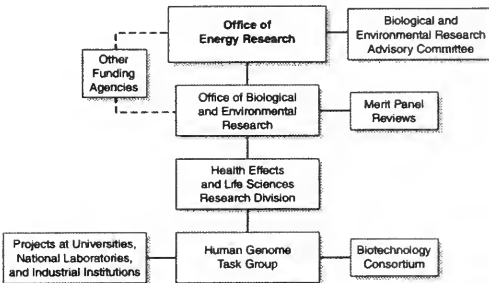 Office of
Energy Research
Biological and
Environmental Research
Advisory Committee
Other
Funding
Agencies
Office of Biological
and Environmental
Research
Merit Panel
Reviews
Health Effects
and Life Sciences
Research Division
Projects at Universities,
National Laboratories,
and Industrial Institutions
Human Genome
Task Group
Biotechnology
Consortium